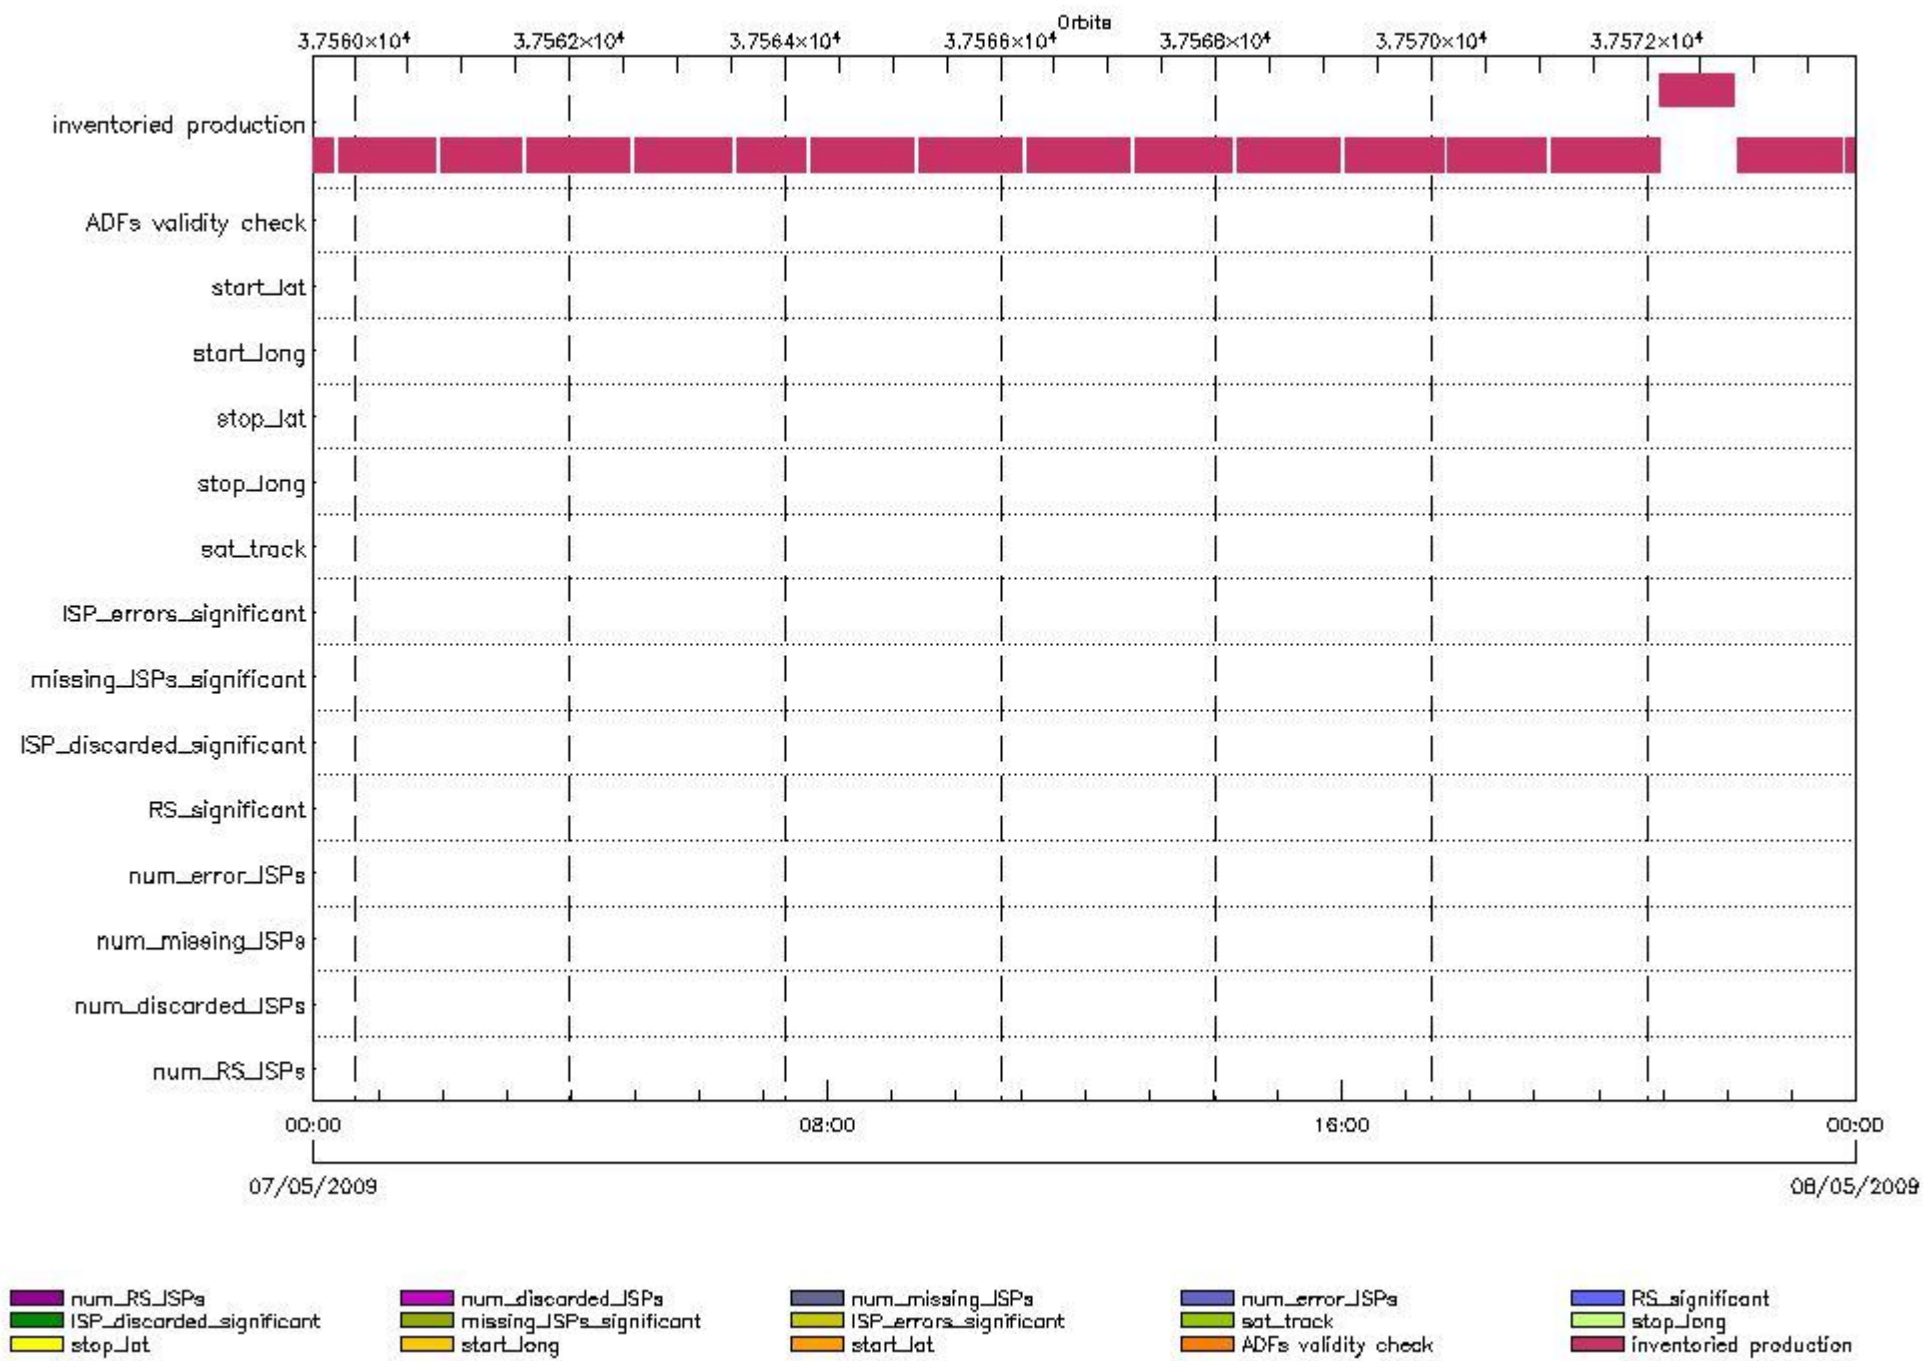 Orbits
3.7560×10⁴ 3.7562×10⁴ 3.7564×10⁴ 3.7566×10⁴ 3.7568×10⁴ 3.7570×10⁴ 3.7572×10⁴
inventoried production
ADFs validity check
start_lat
start_long
stop_lat
stop_long
sat_track
ISP_errors_significant
missing_ISPs_significant
ISP_discarded_significant
RS_significant
num_error_ISPs
num_missing_ISPs
num_discarded_ISPs
num_RS_ISPs
00:00 08:00 16:00 00:00
07/05/2009 08/05/2009
num_RS_ISPs num_discarded_ISPs num_missing_ISPs num_error_ISPs RS_significant
ISP_discarded_significant missing_ISPs_significant ISP_errors_significant sat_track stop_long
stop_lat start_long start_lat ADFs validity check inventoried production